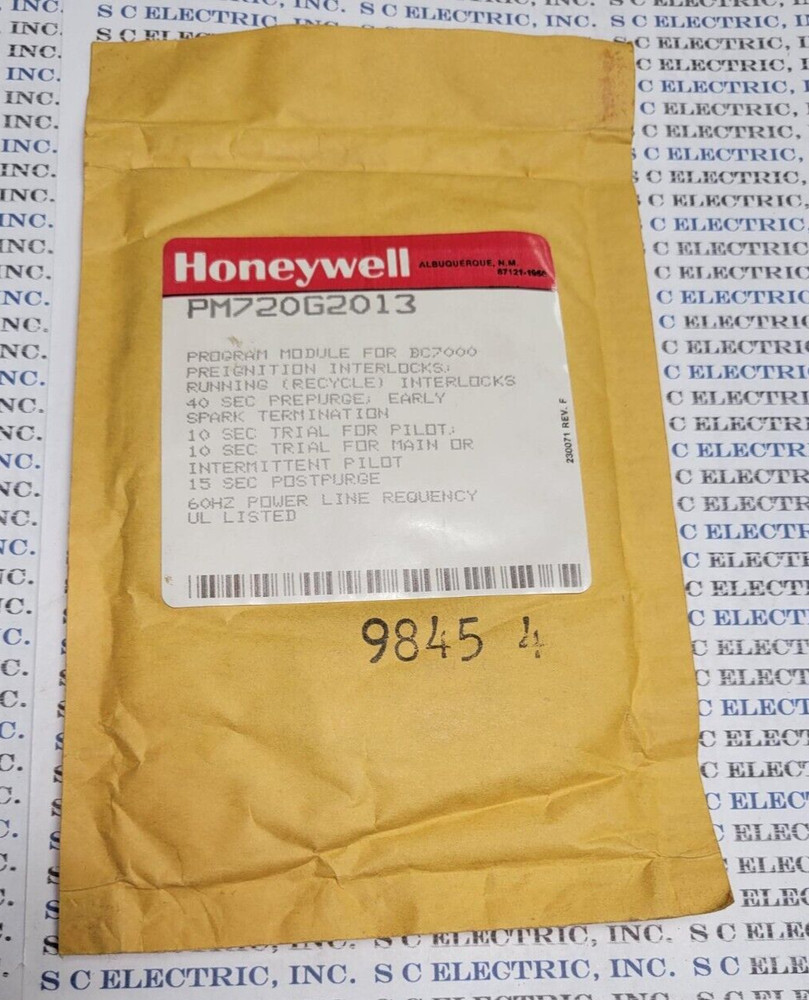 S C ELECTRIC, INC. S C ELECTRIC, INC.
Honeywell
ALBUQUERQUE, N.M.
PM720G2013
PROGRAM MODULE FOR BC7000
PREIGNITION INTERLOCKS;
RUNNING (RECYCLE) INTERLOCKS
40 SEC PREPURGE; EARLY
SPARK TERMINATION
10 SEC TRIAL FOR PILOT;
10 SEC TRIAL FOR MAIN OR
INTERMITTENT PILOT
15 SEC POSTPURGE
60HZ POWER LINE REQUENCY
UL LISTED
230071 REV. F
9845 4
S C ELECTRIC, INC. S C
S C ELECTRIC, INC. S C ELECTRIC, INC. S C